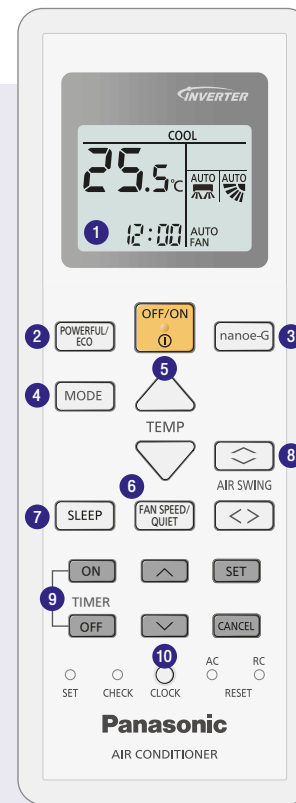 INVERTER
COOL
25.5℃
AUTO AUTO
1 12:00 AUTO
FAN
2 POWERFUL/
ECO
OFF/ON
nanoe-G 3
4 MODE
5
TEMP
8
AIR SWING
6
7 SLEEP
FAN SPEED/
QUIET
< >
ON
SET
9 TIMER
OFF
CANCEL
10
AC RC
SET CHECK CLOCK RESET
Panasonic
AIR CONDITIONER